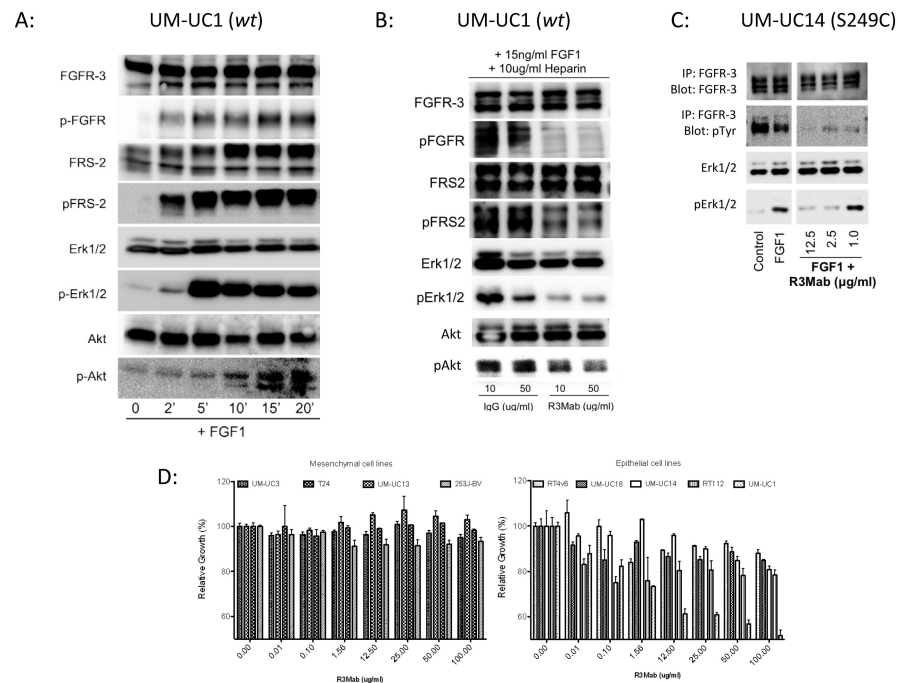 A:
UM-UC1 (wt)
FGFR-3
p-FGFR
FRS-2
pFRS-2
Erk1/2
p-Erk1/2
Akt
p-Akt
0 2' 5' 10' 15' 20'
+ FGF1
B:
UM-UC1 (wt)
+ 15ng/ml FGF1
+ 10ug/ml Heparin
FGFR-3
pFGFR
FRS2
pFRS2
Erk1/2
pErk1/2
Akt
pAkt
10 50 10 50
IgG (ug/ml) R3Mab (ug/ml)
C:
UM-UC14 (S249C)
IP: FGFR-3
Blot: FGFR-3
IP: FGFR-3
Blot: pTyr
Erk1/2
pErk1/2
Control FGF1 12.5 2.5 1.0
FGF1 +
R3Mab (µg/ml)
D:
Mesenchymal cell lines
UM-UC3 T24 UM-UC13 253J-BV
Relative Growth (%)
120
100
80
60
0.00 0.01 0.10 1.56 12.50 25.00 50.00 100.00
R3Mab (ug/ml)
Epithelial cell lines
RT4v6 UM-UC16 UM-UC14 RT112 UM-UC1
Relative Growth (%)
120
100
80
60
0.00 0.01 0.10 1.56 12.50 25.00 50.00 100.00
R3Mab (ug/ml)